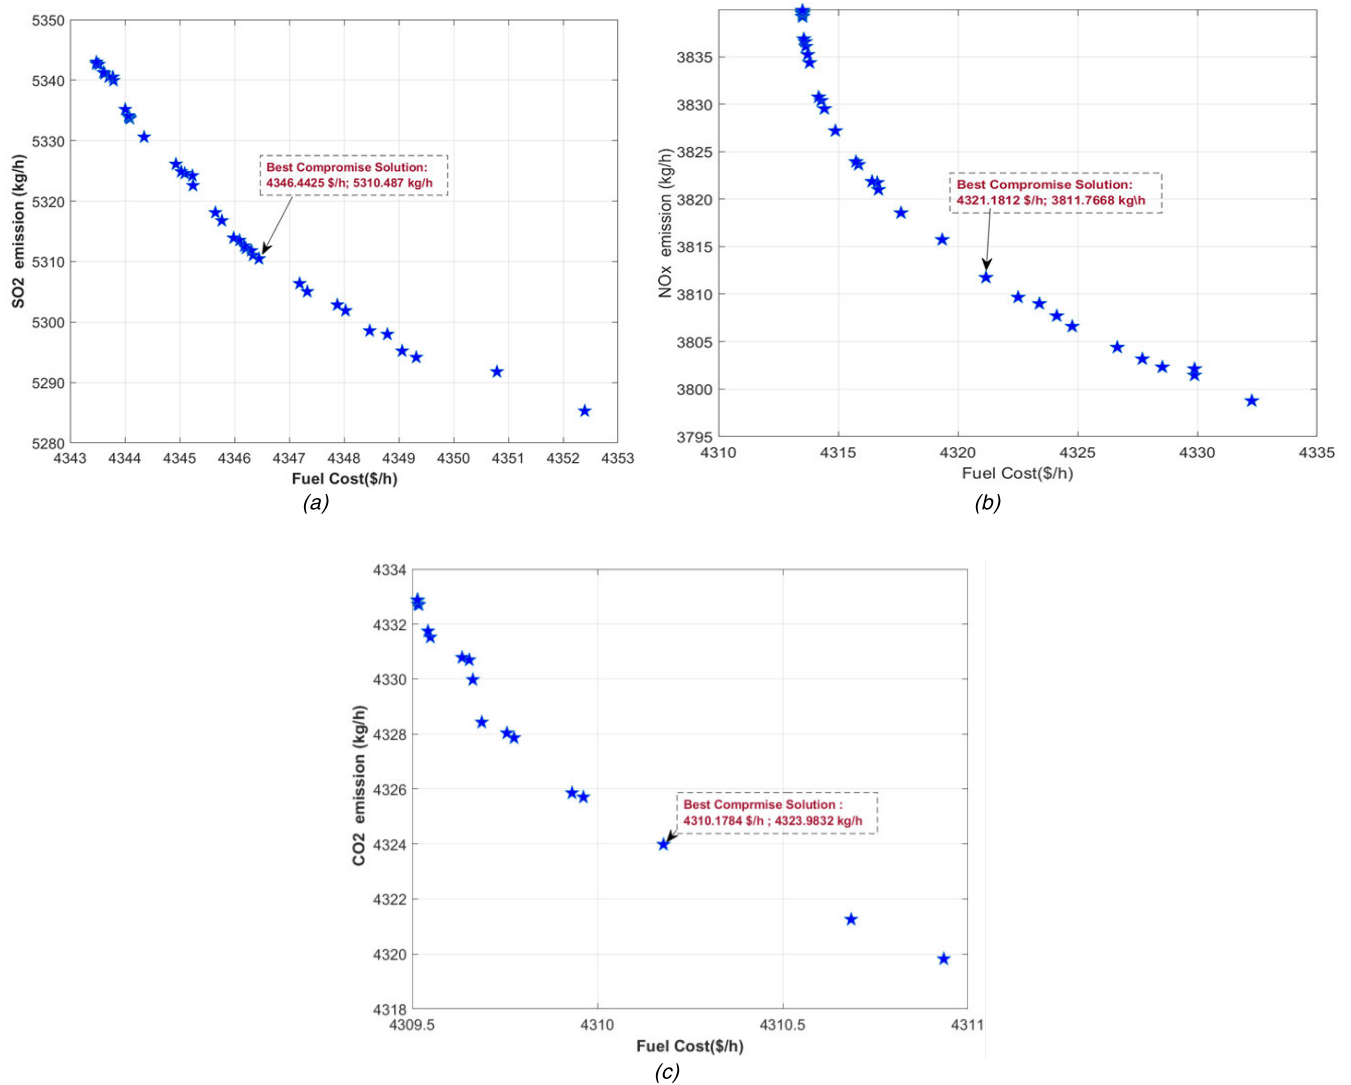 5350
5340
5330
5320
5310
5300
5290
5280
SO2 emission (kg/h)
Best Compromise Solution:
4346.4425 $/h; 5310.487 kg/h
4343 4344 4345 4346 4347 4348 4349 4350 4351 4352 4353
Fuel Cost($/h)
(a)
3835
3830
3825
3820
3815
3810
3805
3800
3795
NOx emission (kg/h)
Best Compromise Solution:
4321.1812 $/h; 3811.7668 kg\h
4310 4315 4320 4325 4330 4335
Fuel Cost($/h)
(b)
4334
4332
4330
4328
4326
4324
4322
4320
4318
CO2 emission (kg/h)
Best Comprmise Solution :
4310.1784 $/h ; 4323.9832 kg/h
4309.5 4310 4310.5 4311
Fuel Cost($/h)
(c)